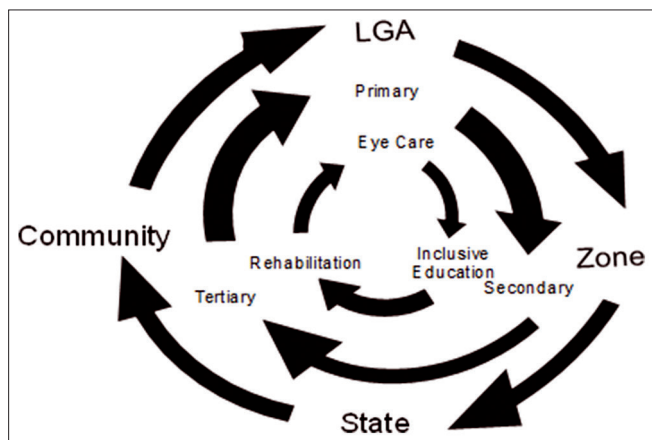 LGA
Primary
Eye Care
Community
Rehabilitation
Inclusive
Education
Zone
Tertiary
Secondary
State